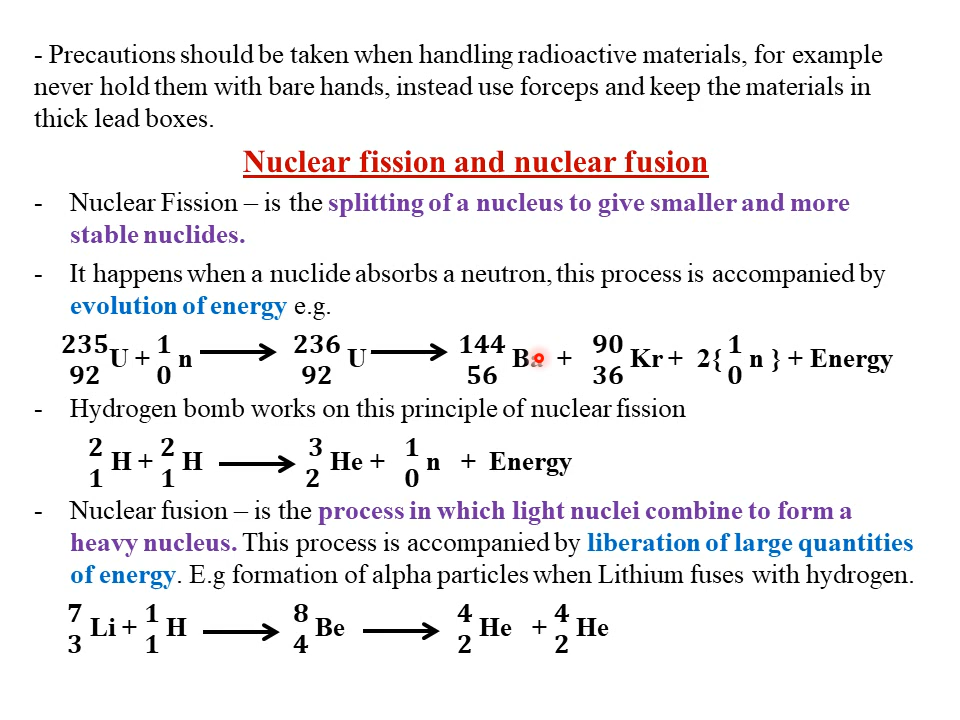 - Precautions should be taken when handling radioactive materials, for example
never hold them with bare hands, instead use forceps and keep the materials in
thick lead boxes.
Nuclear fission and nuclear fusion
- Nuclear Fission – is the splitting of a nucleus to give smaller and more
stable nuclides.
- It happens when a nuclide absorbs a neutron, this process is accompanied by
evolution of energy e.g.
235/92 U + 1/0 n ⟶ 236/92 U ⟶ 144/56 Ba + 90/36 Kr + 2{ 1/0 n } + Energy
- Hydrogen bomb works on this principle of nuclear fission
2/1 H + 2/1 H ⟶ 3/2 He + 1/0 n + Energy
- Nuclear fusion – is the process in which light nuclei combine to form a
heavy nucleus. This process is accompanied by liberation of large quantities
of energy. E.g formation of alpha particles when Lithium fuses with hydrogen.
7/3 Li + 1/1 H ⟶ 8/4 Be ⟶ 4/2 He + 4/2 He